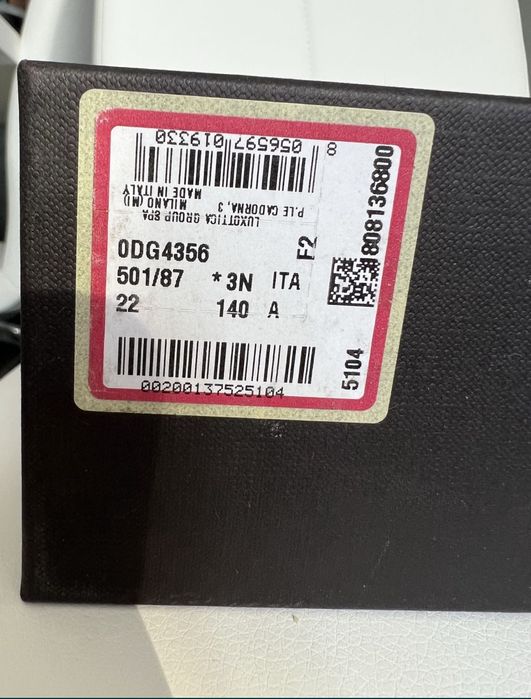 8 056597 019330
LUXOTTICA GROUP SPA
P.LE CADORNA, 3
MILANO (MI)
MADE IN ITALY
0DG4356
F2
501/87 *3N ITA
22 140 A
1808136800
5104
00200137525104